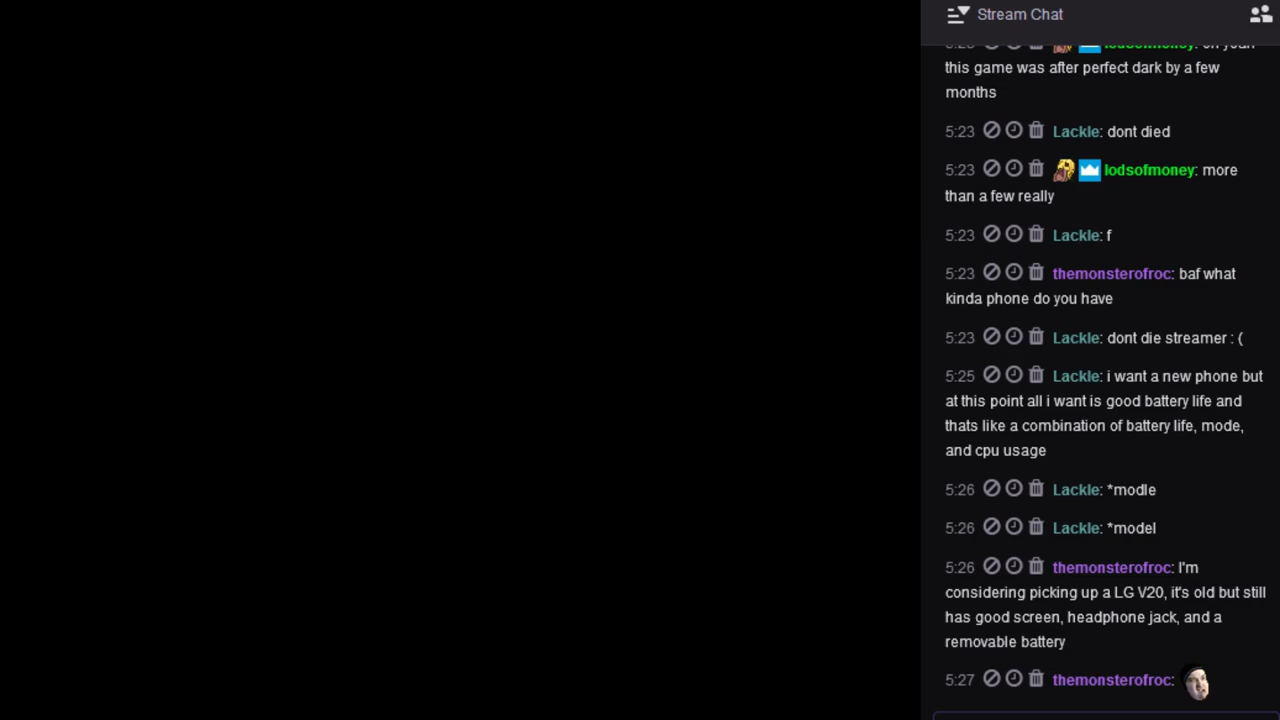 Stream Chat
lodsofmoney: oh yeah
this game was after perfect dark by a few
months
5:23 Lackle: dont died
5:23 lodsofmoney: more
than a few really
5:23 Lackle: f
5:23 themonsterofroc: baf what
kinda phone do you have
5:23 Lackle: dont die streamer : (
5:25 Lackle: i want a new phone but
at this point all i want is good battery life and
thats like a combination of battery life, mode,
and cpu usage
5:26 Lackle: *modle
5:26 Lackle: *model
5:26 themonsterofroc: I'm
considering picking up a LG V20, it's old but still
has good screen, headphone jack, and a
removable battery
5:27 themonsterofroc: